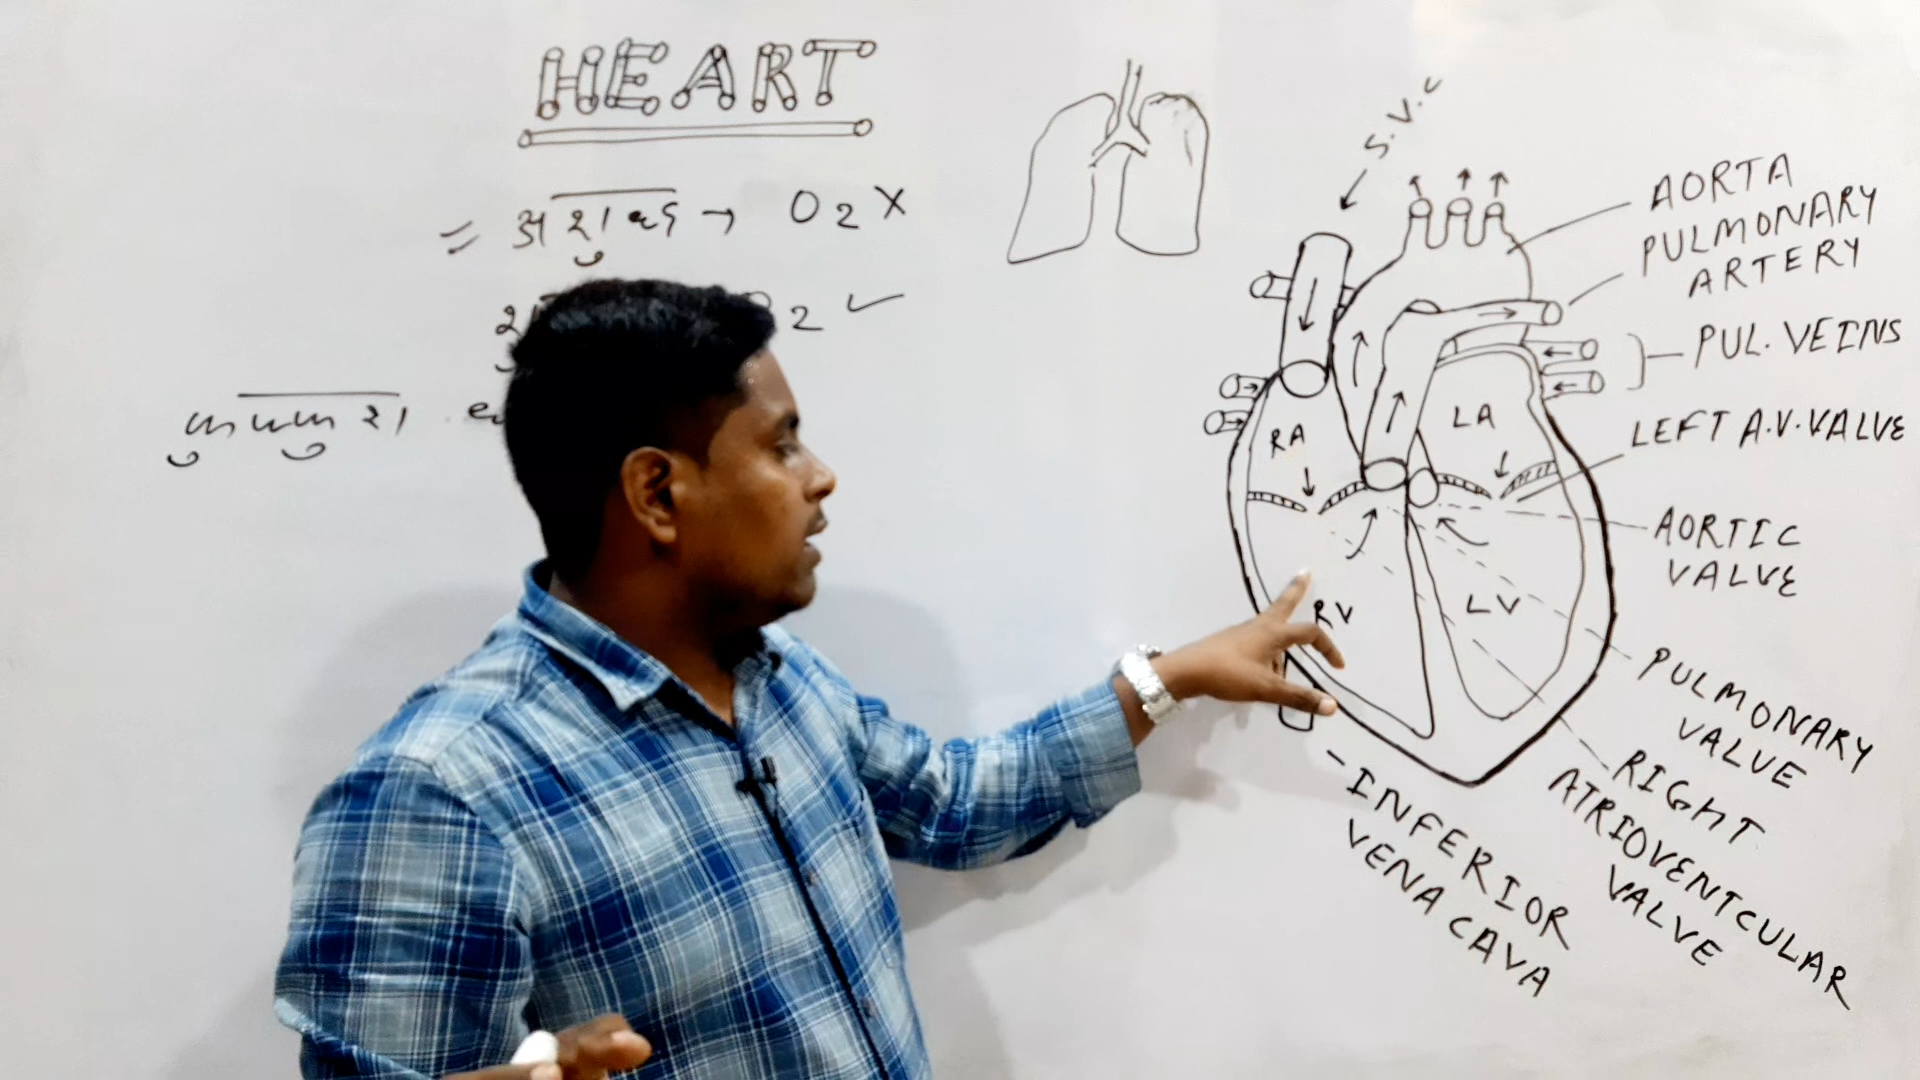 HEART
= अशुद्ध → O2 X
O2 ✓
S.V.C
AORTA
PULMONARY
ARTERY
PUL. VEINS
LEFT A.V. VALVE
RA
LA
AORTIC
VALVE
RV
LV
PULMONARY
VALVE
RIGHT
ATRIOVENTCULAR
VALVE
- INFERIOR
VENA CAVA